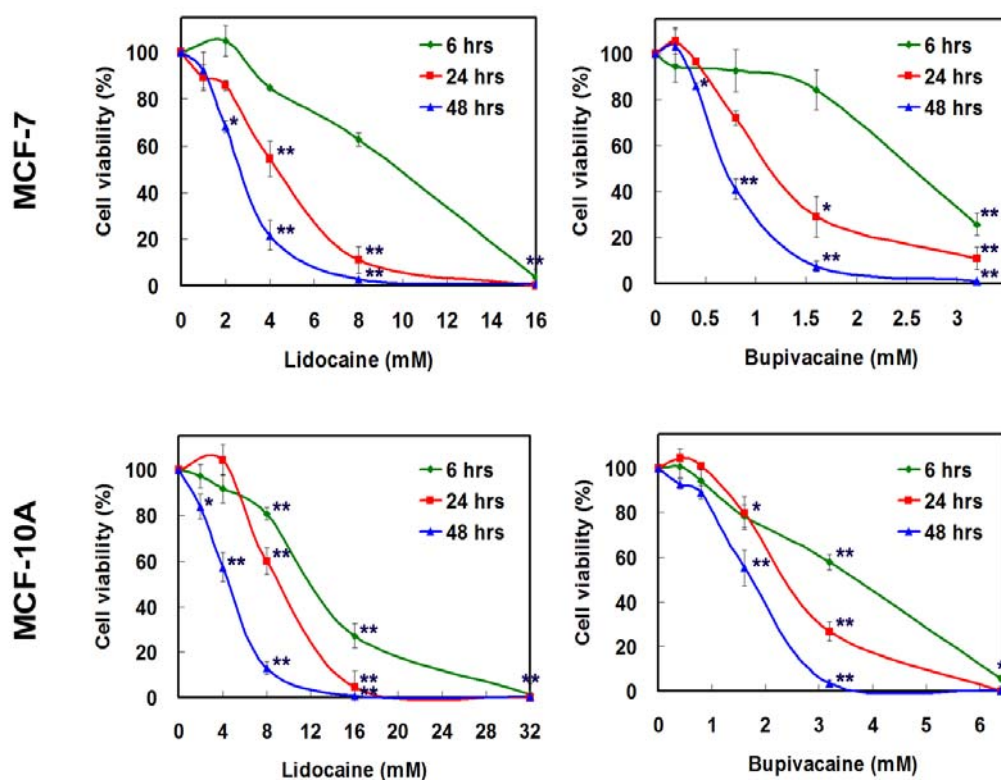 MCF-7
Cell viability (%)
100
80
60
40
20
0
6 hrs
24 hrs
48 hrs
*
**
**
**
**
**
0 2 4 6 8 10 12 14 16
Lidocaine (mM)
Cell viability (%)
100
80
60
40
20
0
6 hrs
24 hrs
48 hrs
*
**
*
**
**
**
**
0 0.5 1 1.5 2 2.5 3
Bupivacaine (mM)
MCF-10A
Cell viability (%)
100
80
60
40
20
0
6 hrs
24 hrs
48 hrs
*
**
**
**
**
**
**
**
**
0 4 8 12 16 20 24 28 32
Lidocaine (mM)
Cell viability (%)
100
80
60
40
20
0
6 hrs
24 hrs
48 hrs
*
**
**
**
**
*
0 1 2 3 4 5 6
Bupivacaine (mM)